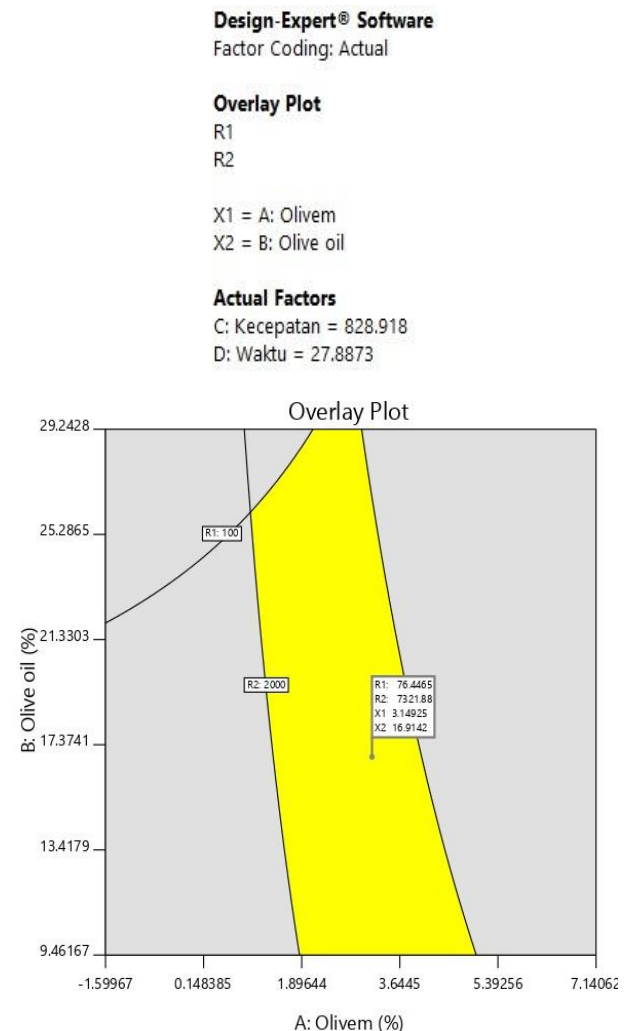 Design-Expert® Software
Factor Coding: Actual
Overlay Plot
R1
R2
X1 = A: Olivem
X2 = B: Olive oil
Actual Factors
C: Kecepatan = 828.918
D: Waktu = 27.8873
Overlay Plot
29.2428
25.2865
21.3303
17.3741
13.4179
9.46167
B: Olive oil (%)
R1: 100
R2: 2000
R1: 76.4465
R2: 7321.88
X1 3.14925
X2 16.9142
-1.59967 0.148385 1.89644 3.6445 5.39256 7.14062
A: Olivem (%)